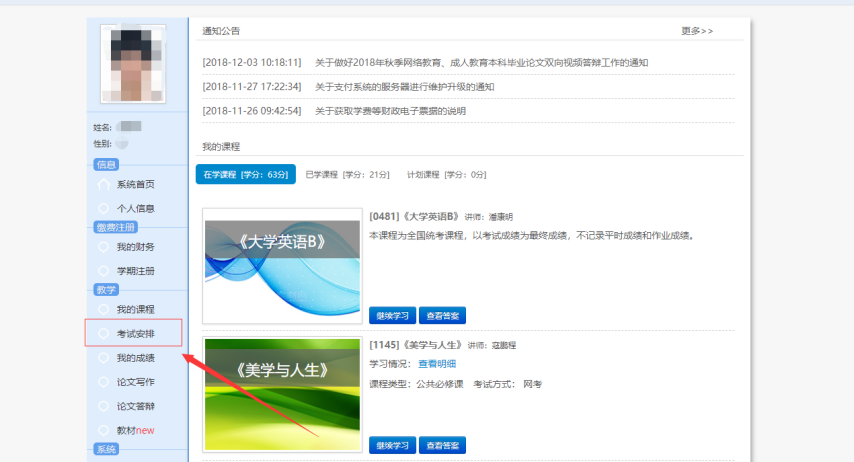 姓名:
性别:
信息
系统首页
个人信息
缴费注册
我的财务
学期注册
教学
我的课程
考试安排
我的成绩
论文写作
论文答辩
教材new
系统
通知公告 更多>>
[2018-12-03 10:18:11] 关于做好2018年秋季网络教育、成人教育本科毕业论文双向视频答辩工作的通知
[2018-11-27 17:22:34] 关于支付系统的服务器进行维护升级的通知
[2018-11-26 09:42:54] 关于获取学费等财政电子票据的说明
我的课程
在学课程 [学分：63分] 已学课程 [学分：21分] 计划课程 [学分：0分]
《大学英语B》
[0481]《大学英语B》 讲师：潘康明
本课程为全国统考课程，以考试成绩为最终成绩，不记录平时成绩和作业成绩。
继续学习 查看答案
《美学与人生》
[1145]《美学与人生》 讲师：寇鹏程
学习情况： 查看明细
课程类型：公共必修课 考试方式： 网考
继续学习 查看答案